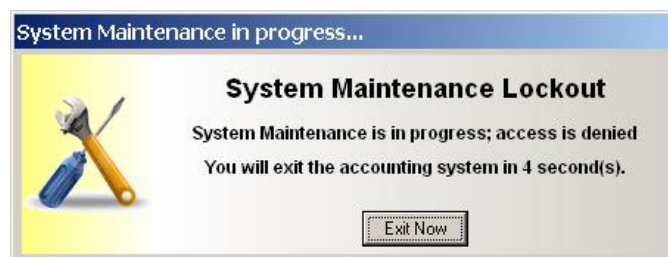 System Maintenance in progress...
System Maintenance Lockout
System Maintenance is in progress; access is denied
You will exit the accounting system in 4 second(s).
Exit Now